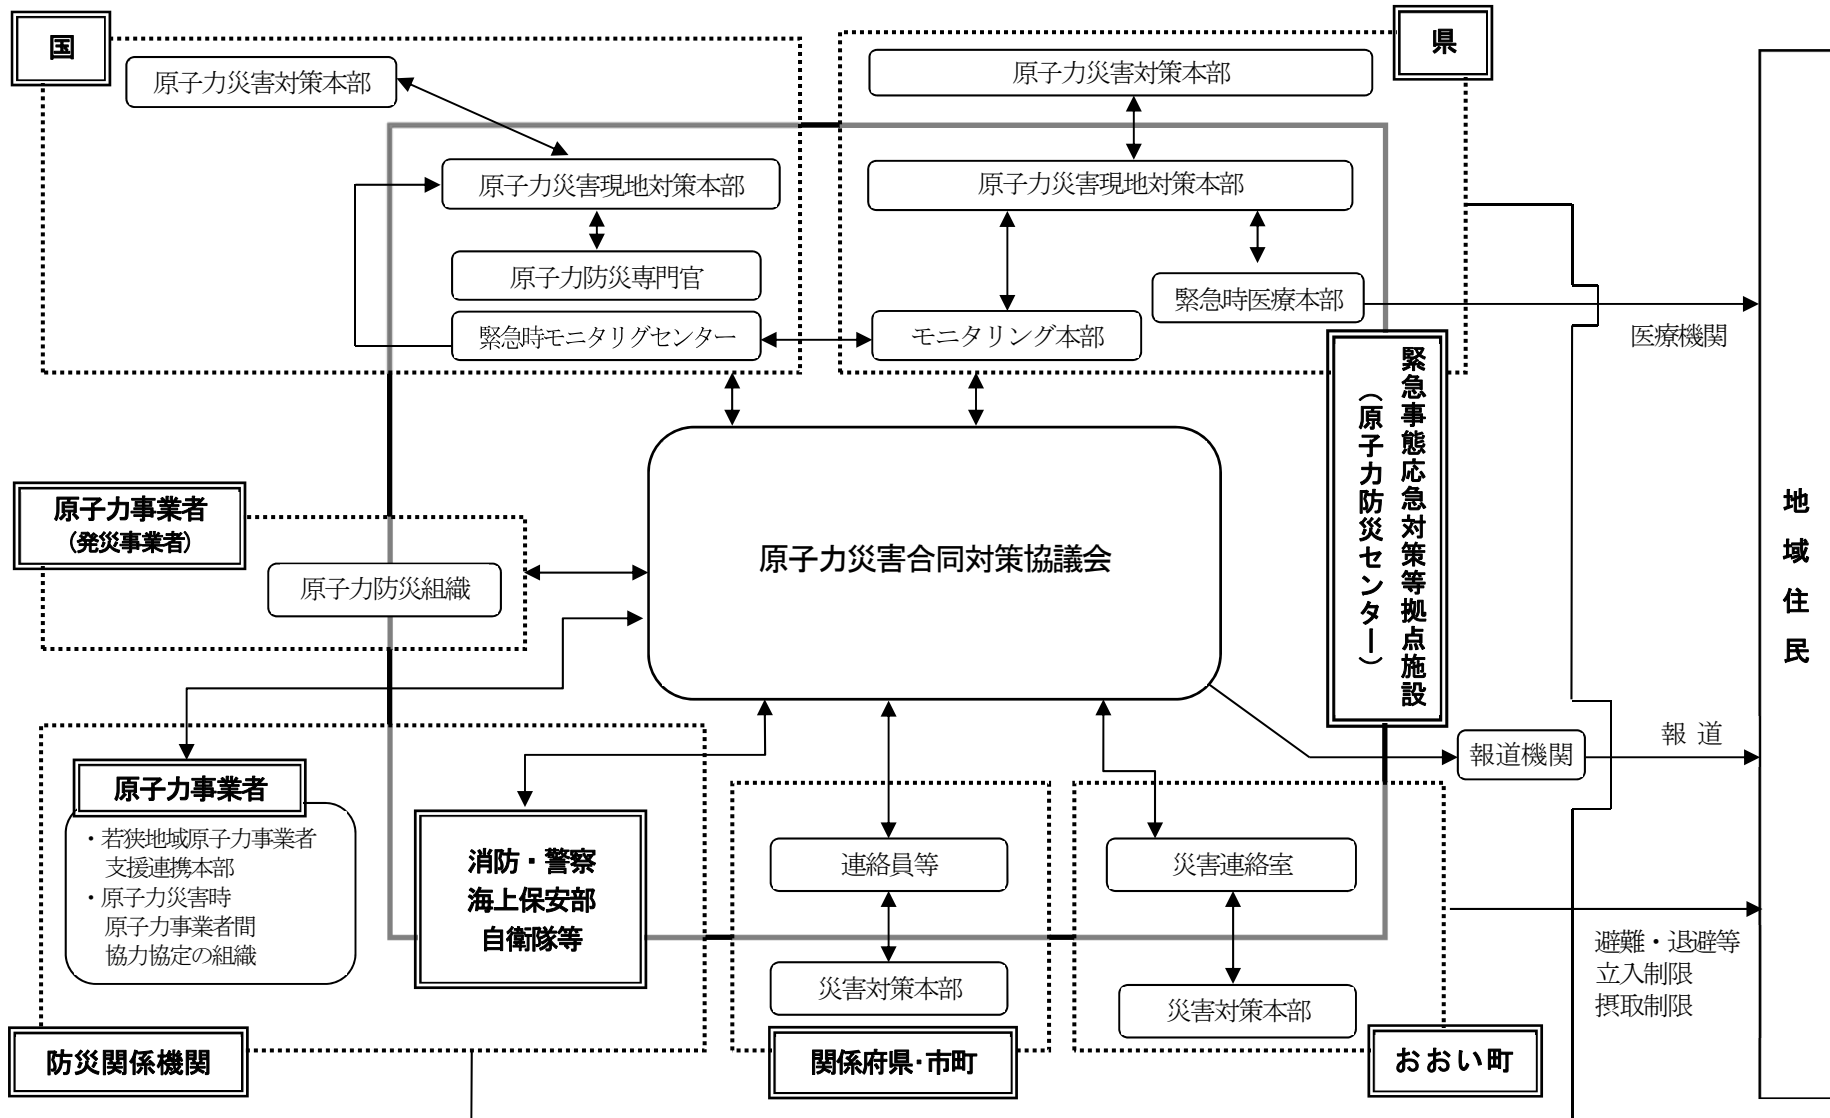 国
原子力災害対策本部
原子力災害現地対策本部
原子力防災専門官
緊急時モニタリグセンター
県
原子力災害対策本部
原子力災害現地対策本部
緊急時医療本部
モニタリング本部
医療機関
緊急事態応急対策等拠点施設
（原子力防災センター）
地域住民
原子力事業者
（発災事業者）
原子力防災組織
原子力災害合同対策協議会
報道機関
報 道
原子力事業者
・若狭地域原子力事業者
支援連携本部
・原子力災害時
原子力事業者間
協力協定の組織
消防・警察
海上保安部
自衛隊等
連絡員等
災害対策本部
災害連絡室
災害対策本部
避難・退避等
立入制限
摂取制限
防災関係機関
関係府県・市町
おおい町